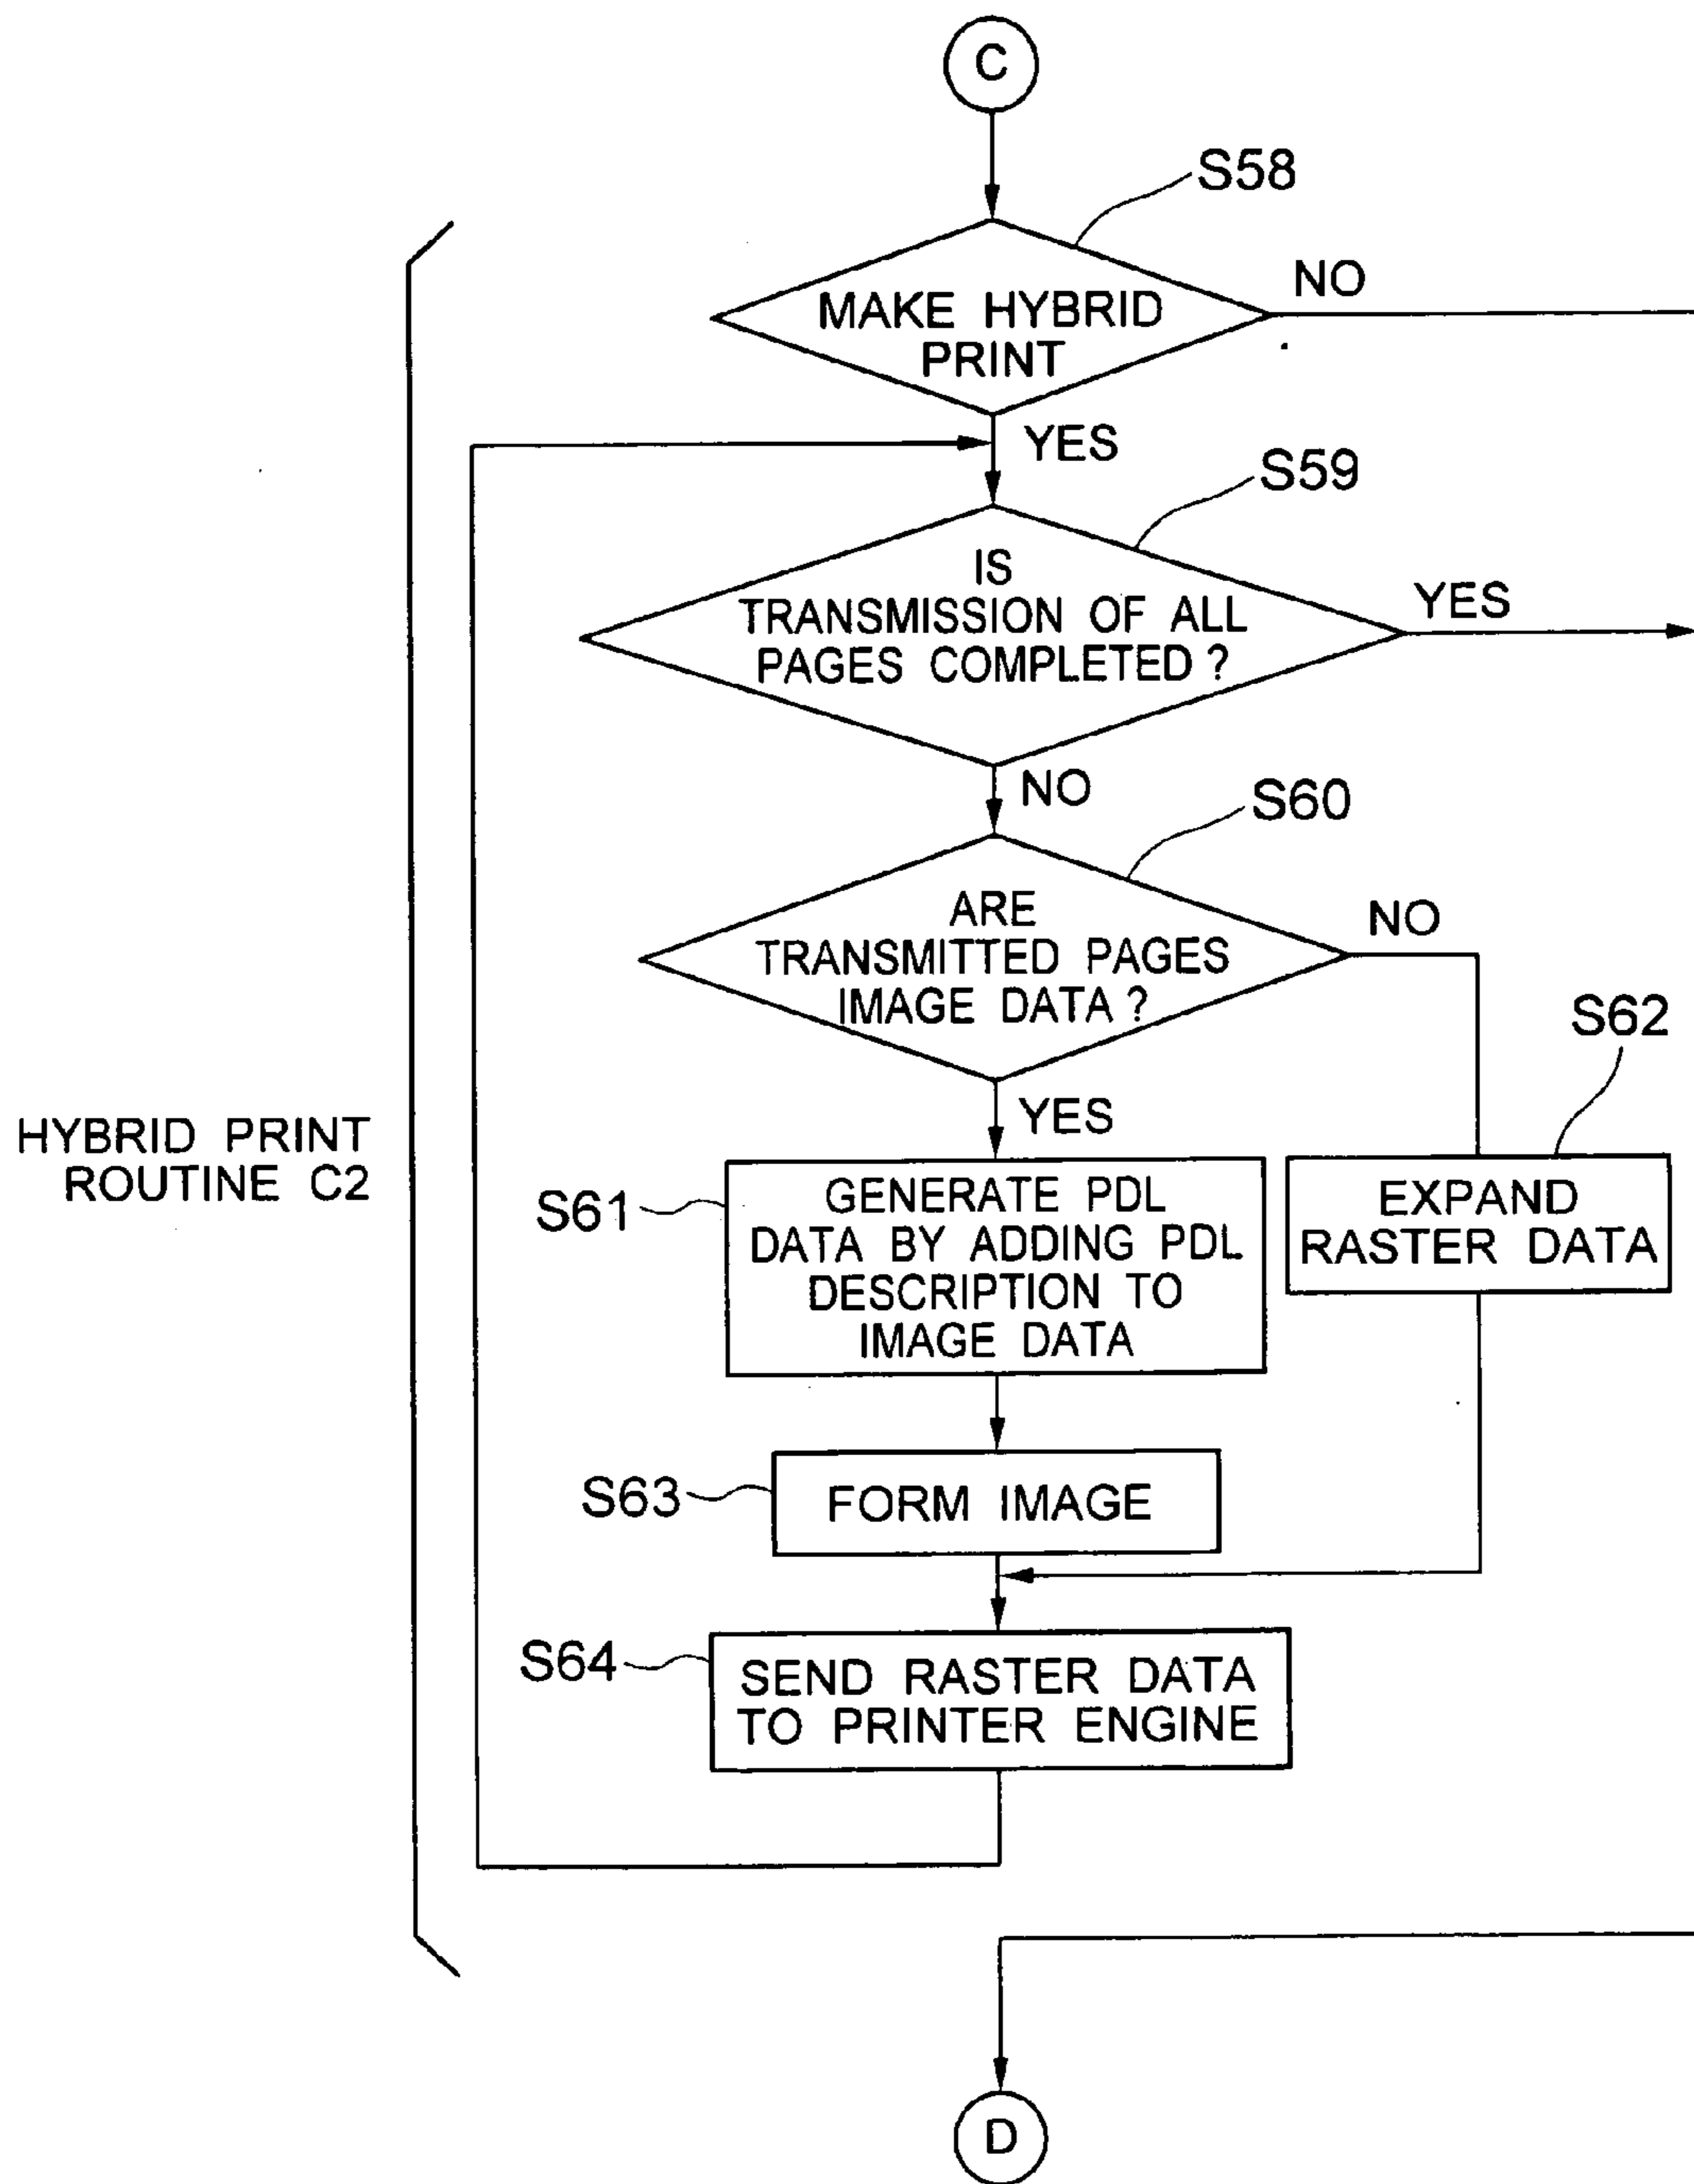 C
S58
MAKE HYBRID
PRINT
NO
YES
S59
IS
TRANSMISSION OF ALL
PAGES COMPLETED?
YES
NO
S60
ARE
TRANSMITTED PAGES
IMAGE DATA?
NO
S62
YES
HYBRID PRINT
ROUTINE C2
S61
GENERATE PDL
DATA BY ADDING PDL
DESCRIPTION TO
IMAGE DATA
EXPAND
RASTER DATA
S63
FORM IMAGE
S64
SEND RASTER DATA
TO PRINTER ENGINE
D